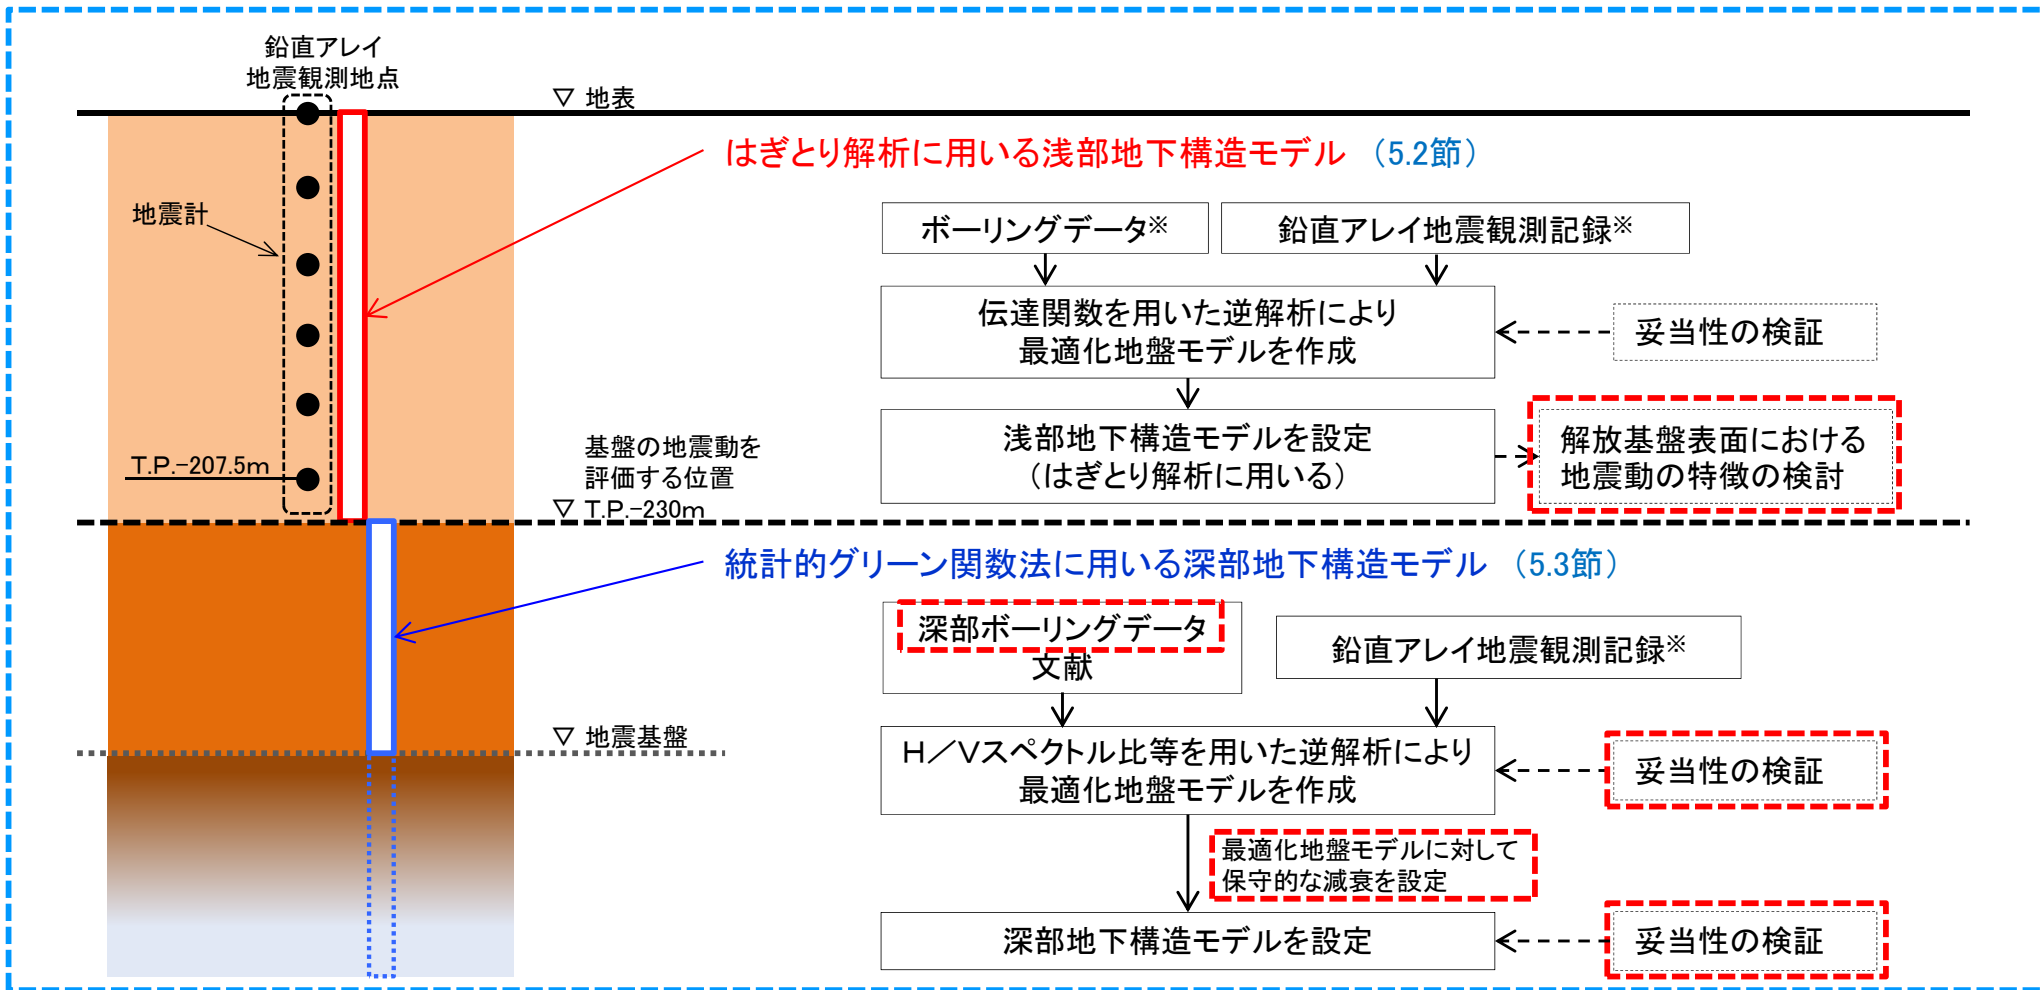 鉛直アレイ
地震観測地点
▽ 地表
はぎとり解析に用いる浅部地下構造モデル （5.2節）
地震計
ボーリングデータ※
鉛直アレイ地震観測記録※
伝達関数を用いた逆解析により
最適化地盤モデルを作成
妥当性の検証
浅部地下構造モデルを設定
（はぎとり解析に用いる）
解放基盤表面における
地震動の特徴の検討
T.P.-207.5m
基盤の地震動を
評価する位置
▽ T.P.-230m
統計的グリーン関数法に用いる深部地下構造モデル （5.3節）
深部ボーリングデータ
文献
鉛直アレイ地震観測記録※
▽ 地震基盤
H／Vスペクトル比等を用いた逆解析により
最適化地盤モデルを作成
妥当性の検証
最適化地盤モデルに対して
保守的な減衰を設定
深部地下構造モデルを設定
妥当性の検証